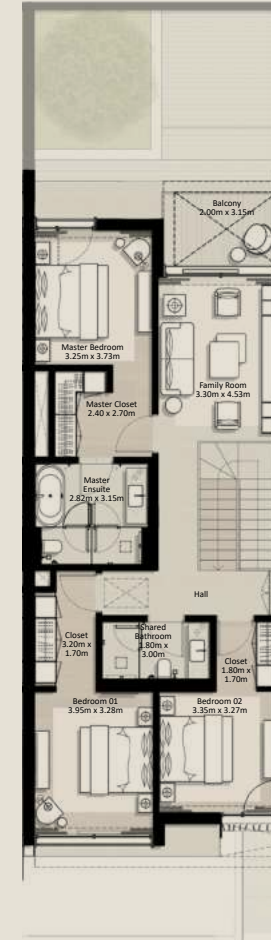 Balcony
2.00m x 3.15m
Master Bedroom
3.25m x 3.73m
Family Room
3.30m x 4.53m
Master Closet
2.40 x 2.70m
Master
Ensuite
2.82m x 3.15m
Hall
Closet
3.20m x
1.70m
Shared
Bathroom
1.80m x
3.00m
Closet
1.80m x
1.70m
Bedroom 01
3.95m x 3.28m
Bedroom 02
3.35m x 3.27m